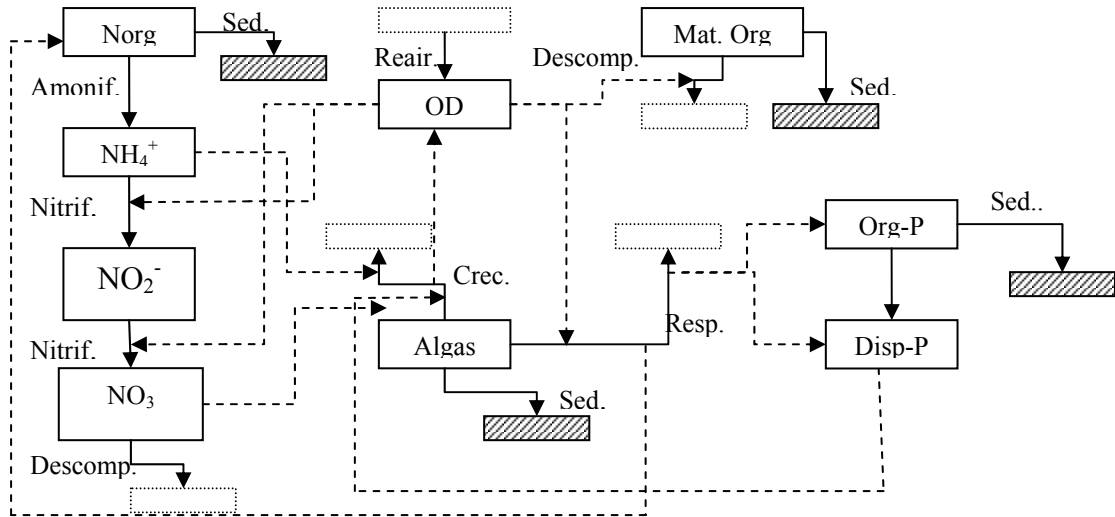 Norg
Sed.
Mat. Org
Reair.
Descomp.
Amonif.
OD
Sed.
NH₄⁺
Nitrif.
Org-P
Sed..
NO₂⁻
Crec.
Nitrif.
Algas
Resp.
Disp-P
NO₃
Sed.
Descomp.